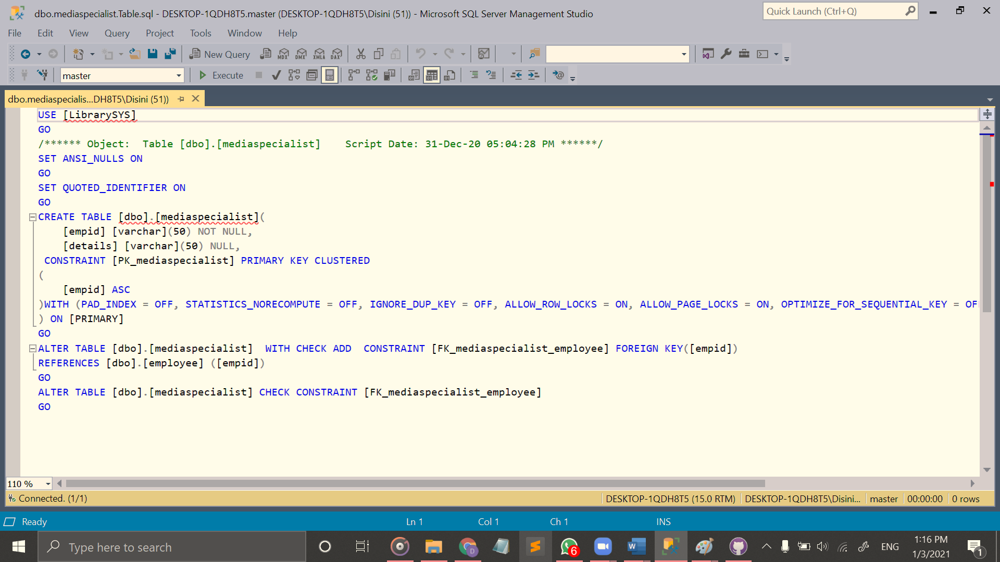 dbo.mediaspecialist.Table.sql - DESKTOP-1QDH8T5.master (DESKTOP-1QDH8T5\Disini (51)) - Microsoft SQL Server Management Studio
Quick Launch (Ctrl+Q)
File Edit View Query Project Tools Window Help
New Query MDX DMX XMLA DAX
master Execute
dbo.mediaspecialis...DH8T5\Disini (51))
USE [LibrarySYS]
GO
/****** Object:  Table [dbo].[mediaspecialist]    Script Date: 31-Dec-20 05:04:28 PM ******/
SET ANSI_NULLS ON
GO
SET QUOTED_IDENTIFIER ON
GO
CREATE TABLE [dbo].[mediaspecialist](
    [empid] [varchar](50) NOT NULL,
    [details] [varchar](50) NULL,
 CONSTRAINT [PK_mediaspecialist] PRIMARY KEY CLUSTERED
(
    [empid] ASC
)WITH (PAD_INDEX = OFF, STATISTICS_NORECOMPUTE = OFF, IGNORE_DUP_KEY = OFF, ALLOW_ROW_LOCKS = ON, ALLOW_PAGE_LOCKS = ON, OPTIMIZE_FOR_SEQUENTIAL_KEY = OF
) ON [PRIMARY]
GO
ALTER TABLE [dbo].[mediaspecialist]  WITH CHECK ADD  CONSTRAINT [FK_mediaspecialist_employee] FOREIGN KEY([empid])
REFERENCES [dbo].[employee] ([empid])
GO
ALTER TABLE [dbo].[mediaspecialist] CHECK CONSTRAINT [FK_mediaspecialist_employee]
GO
110 %
Connected. (1/1) DESKTOP-1QDH8T5 (15.0 RTM) DESKTOP-1QDH8T5\Disini... master 00:00:00 0 rows
Ready Ln 1 Col 1 Ch 1 INS
Type here to search D 6 W ENG 1:16 PM 1
1/3/2021